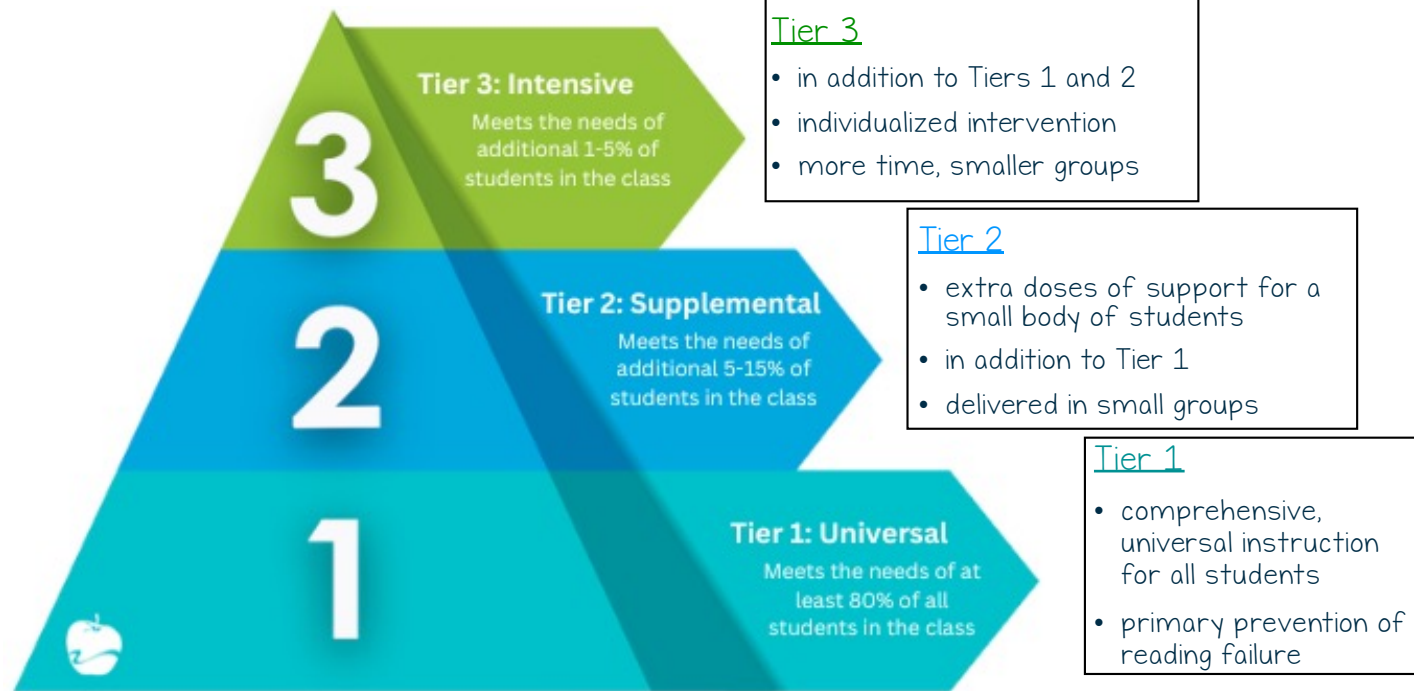 3
Tier 3: Intensive
Meets the needs of
additional 1-5% of
students in the class
Tier 3
• in addition to Tiers 1 and 2
• individualized intervention
• more time, smaller groups
2
Tier 2: Supplemental
Meets the needs of
additional 5-15% of
students in the class
Tier 2
• extra doses of support for a
small body of students
• in addition to Tier 1
• delivered in small groups
1
Tier 1: Universal
Meets the needs of at
least 80% of all
students in the class
Tier 1
• comprehensive,
universal instruction
for all students
• primary prevention of
reading failure